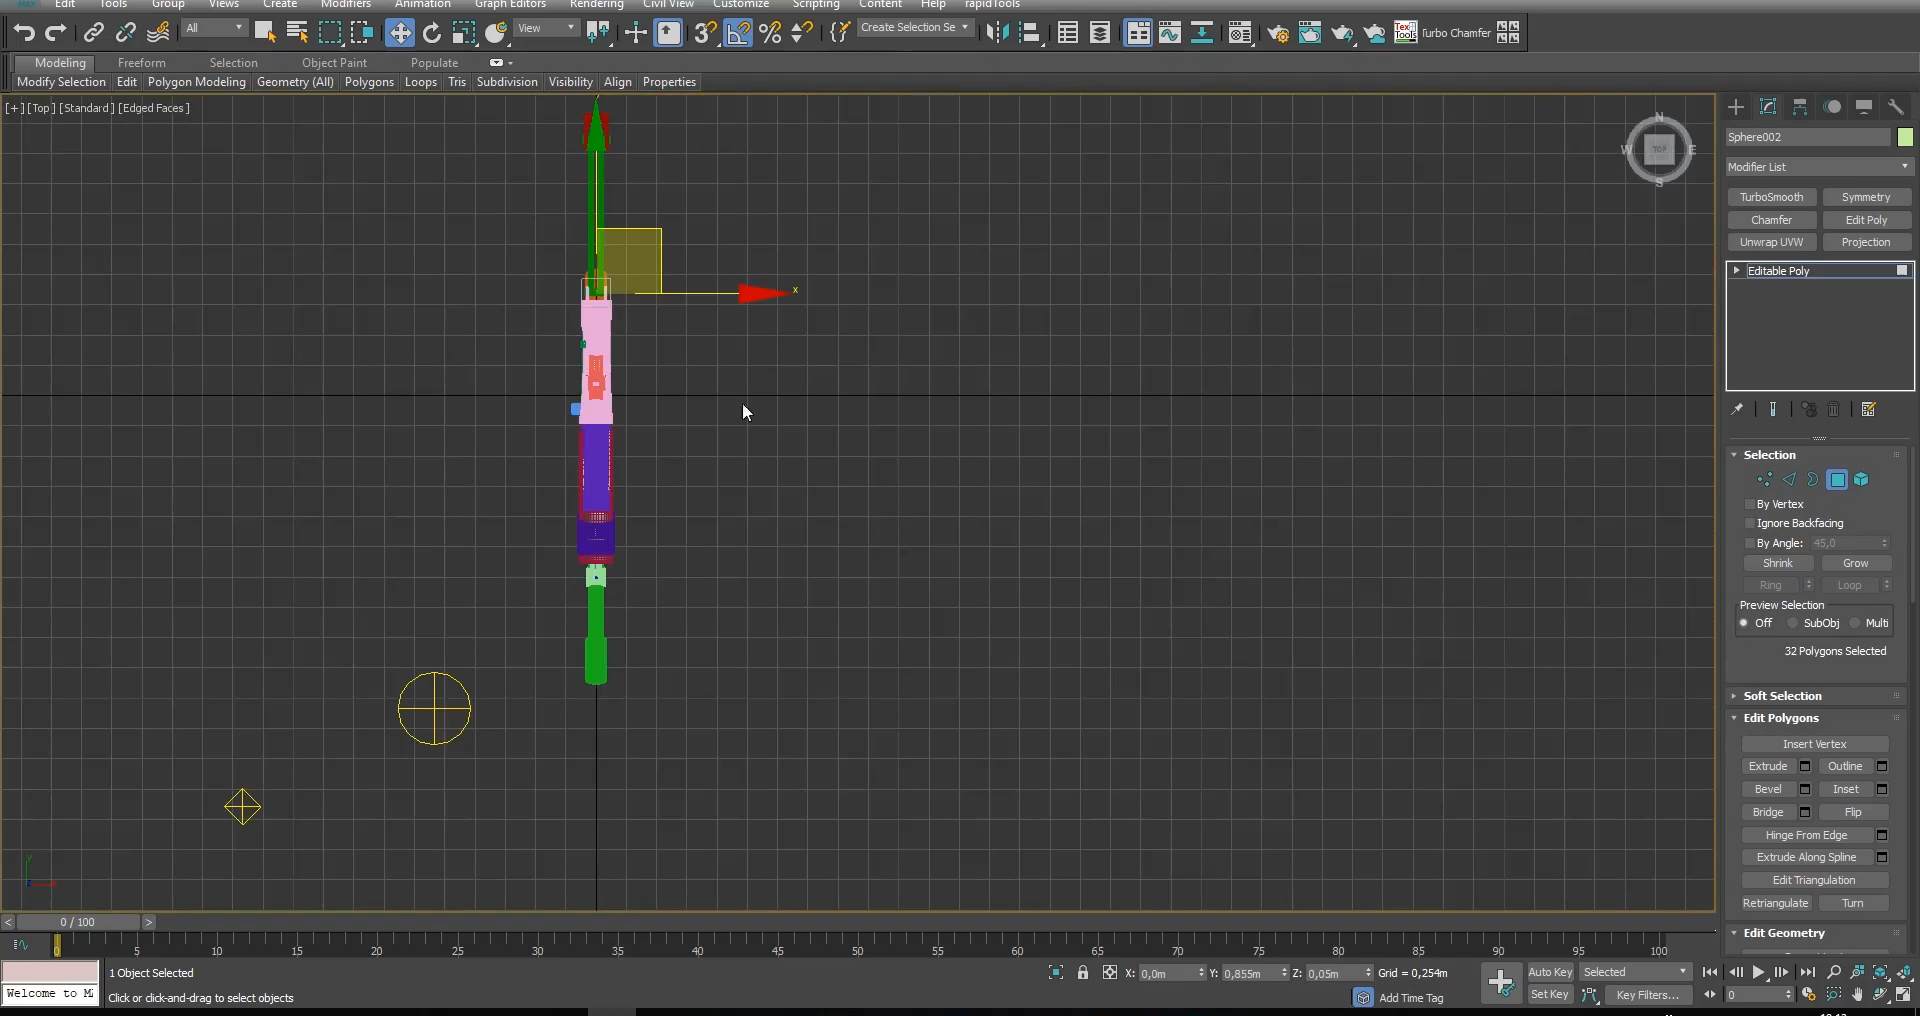 Edit Tools Group Views Create Modifiers Animation Graph Editors Rendering Civil View Customize Scripting Content Help rapidTools
All View Create Selection Se Turbo Chamfer
Modeling Freeform Selection Object Paint Populate
Modify Selection Edit Polygon Modeling Geometry (All) Polygons Loops Tris Subdivision Visibility Align Properties
[+] [Top] [Standard] [Edged Faces]
N
W TOP E
S
x
Sphere002
Modifier List
TurboSmooth Symmetry
Chamfer Edit Poly
Unwrap UVW Projection
Editable Poly
Selection
By Vertex
Ignore Backfacing
By Angle: 45,0
Shrink Grow
Ring Loop
Preview Selection
Off SubObj Multi
32 Polygons Selected
Soft Selection
Edit Polygons
Insert Vertex
Extrude Outline
Bevel Inset
Bridge Flip
Hinge From Edge
Extrude Along Spline
Edit Triangulation
Retriangulate Turn
Edit Geometry
< 0 / 100 >
0 5 10 15 20 25 30 35 40 45 50 55 60 65 70 75 80 85 90 95 100
1 Object Selected X: 0,0m Y: 0,855m Z: 0,05m Grid = 0,254m Auto Key Selected
Welcome to M Click or click-and-drag to select objects Add Time Tag Set Key Key Filters... 0